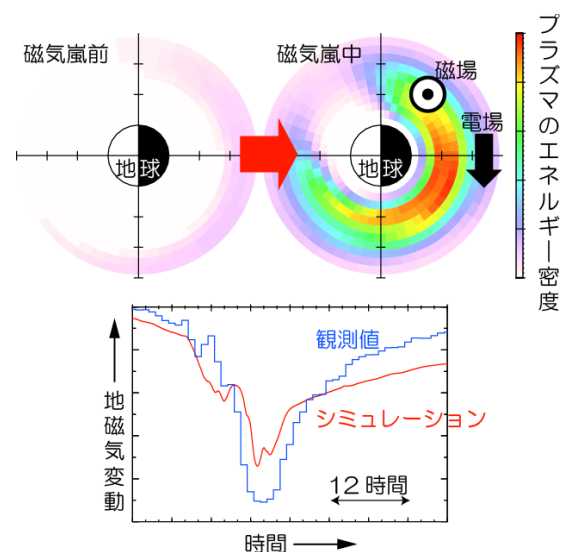 磁気嵐前
磁気嵐中
磁場
電場
地球
地球
プラズマのエネルギー密度
観測値
シミュレーション
12時間
地磁気変動
時間